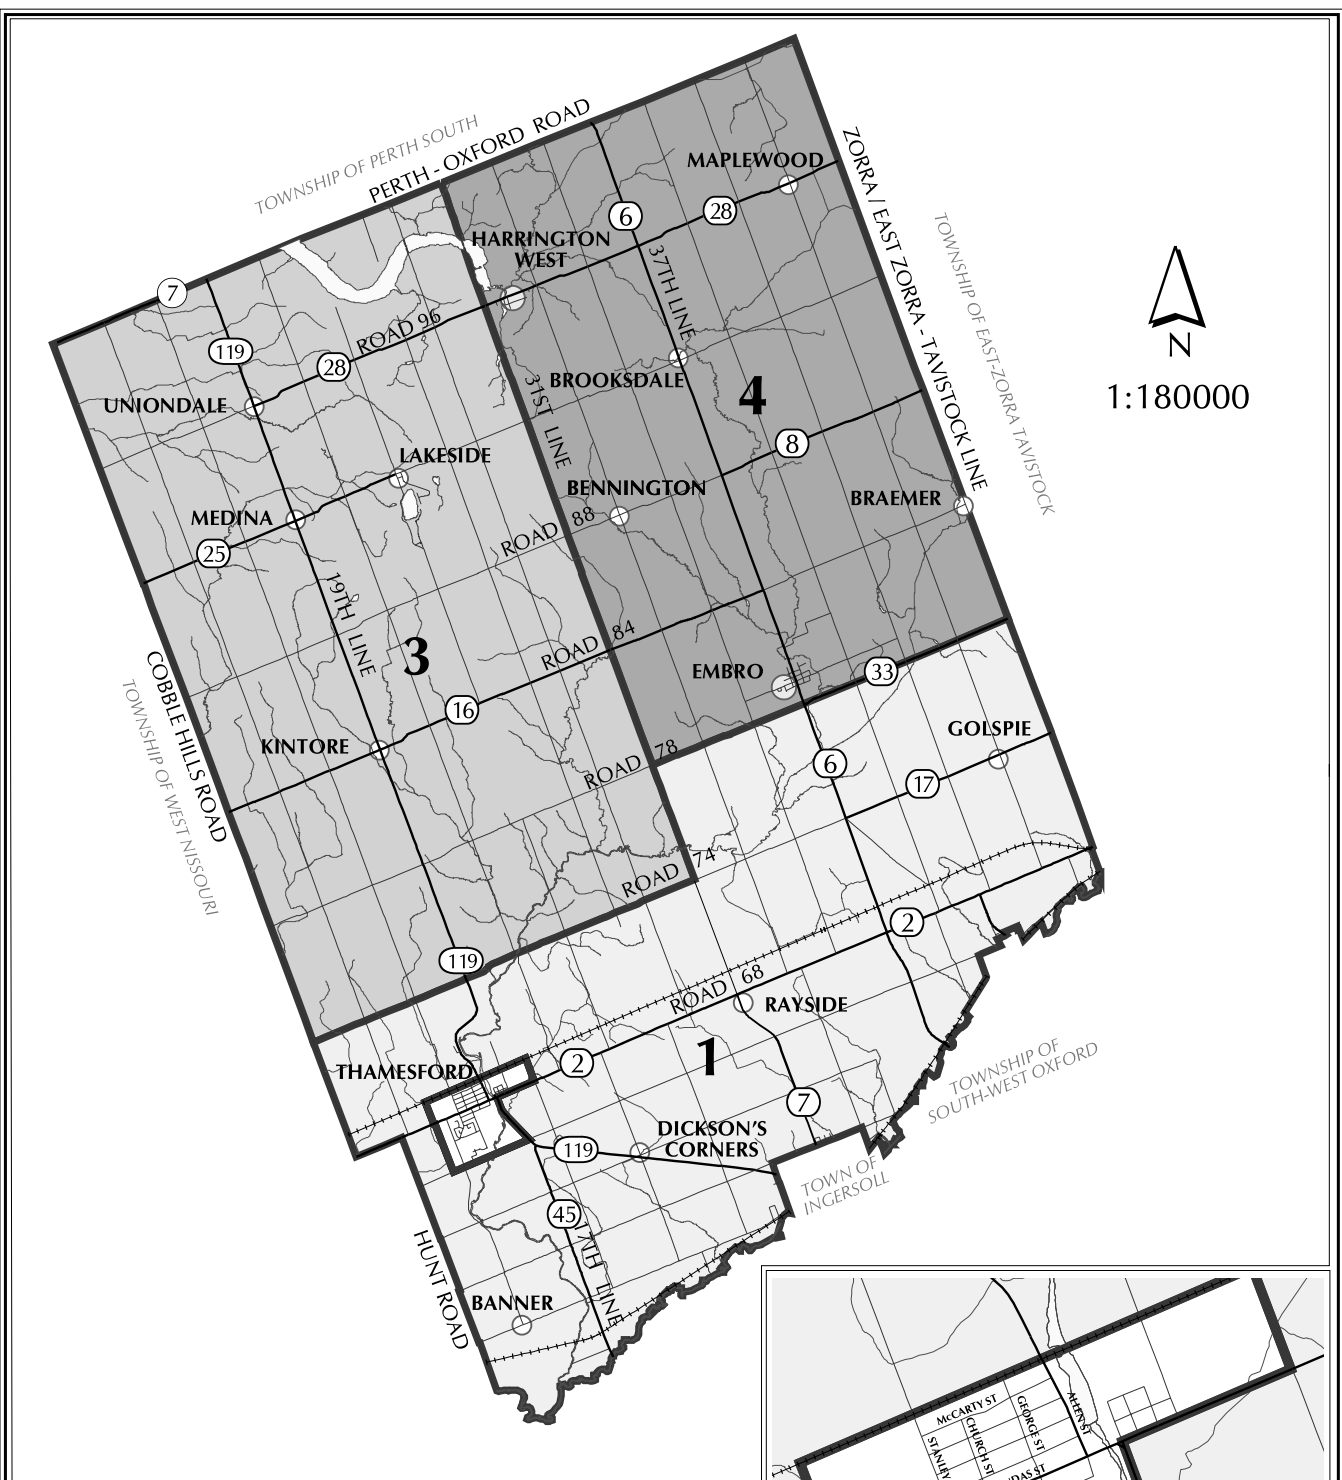 TOWNSHIP OF PERTH SOUTH
PERTH - OXFORD ROAD
MAPLEWOOD
ZORRA / EAST ZORRA - TAVISTOCK LINE
TOWNSHIP OF EAST-ZORRA TAVISTOCK
6
28
HARRINGTON
WEST
37TH LINE
7
119
ROAD 96
28
N
1:180000
UNIONDALE
BROOKSDALE
4
31ST LINE
8
LAKESIDE
BENNINGTON
BRAEMER
MEDINA
25
ROAD 88
19TH LINE
3
ROAD 84
EMBRO
33
COBBLE HILLS ROAD
TOWNSHIP OF WEST NISSOURI
16
KINTORE
GOLSPIE
ROAD 78
6
17
ROAD 74
2
119
ROAD 68
RAYSIDE
1
THAMESFORD
2
TOWNSHIP OF
SOUTH-WEST OXFORD
7
DICKSON'S
CORNERS
119
TOWN OF
INGERSOLL
45
17TH LINE
HUNT ROAD
BANNER
McCARTY ST
GEORGE ST
ALLEN ST
CHURCH ST
STANLEY